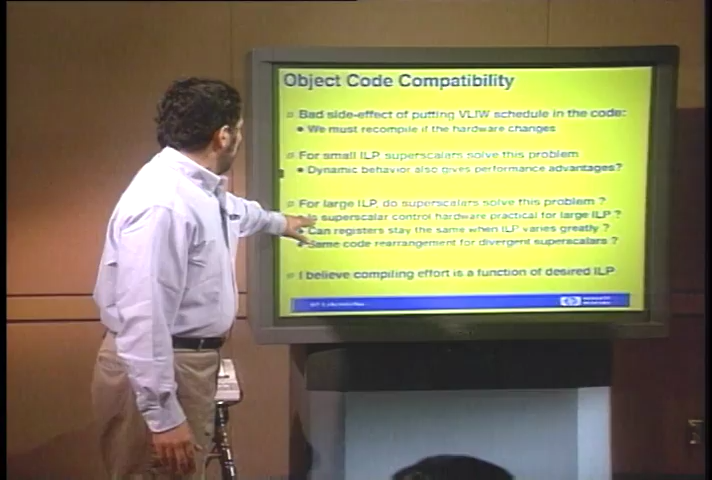 Object Code Compatibility
Bad side-effect of putting VLIW schedule in the code:
We must recompile if the hardware changes
For small ILP superscalars solve this problem
Dynamic behavior also gives performance advantages?
For large ILP, do superscalars solve this problem ?
Is superscalar control hardware practical for large ILP ?
Can registers stay the same when ILP varies greatly ?
Same code rearrangement for divergent superscalars ?
I believe compiling effort is a function of desired ILP
hp